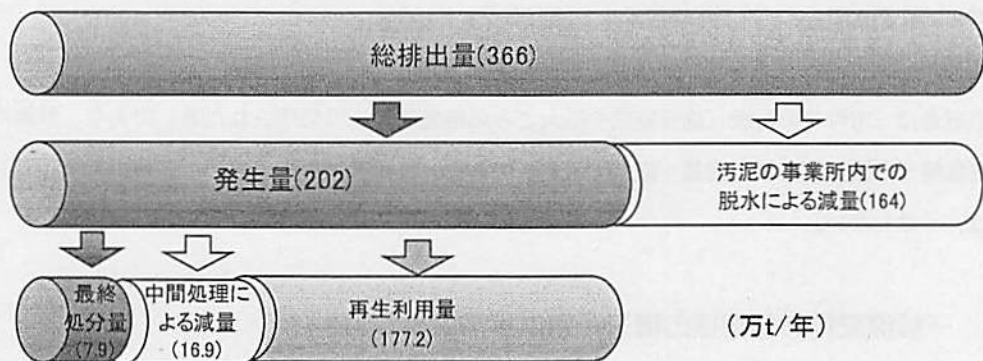 総排出量(366)
発生量(202)
汚泥の事業所内での
脱水による減量(164)
最終
処分量
(7.9)
中間処理に
よる減量
(16.9)
再生利用量
(177.2)
(万t/年)